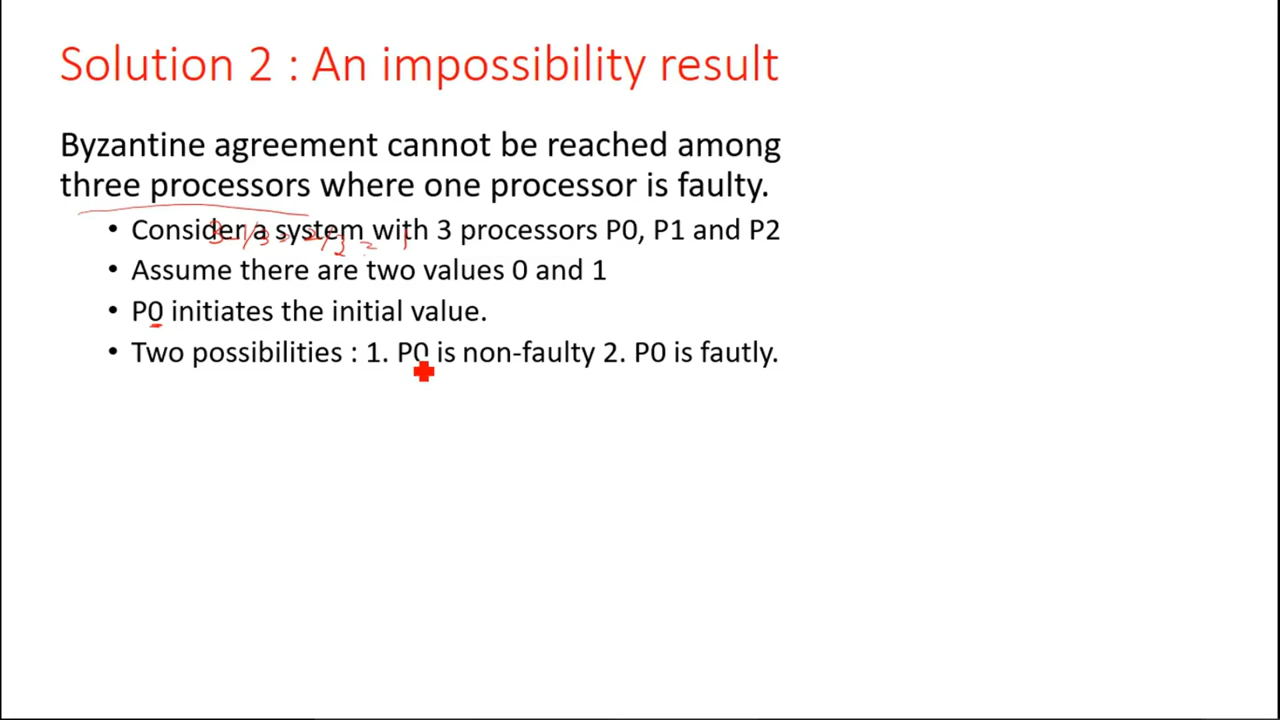 Solution 2 : An impossibility result
Byzantine agreement cannot be reached among
three processors where one processor is faulty.
• Consider a system with 3 processors P0, P1 and P2
• Assume there are two values 0 and 1
• P0 initiates the initial value.
• Two possibilities : 1. P0 is non-faulty 2. P0 is fautly.